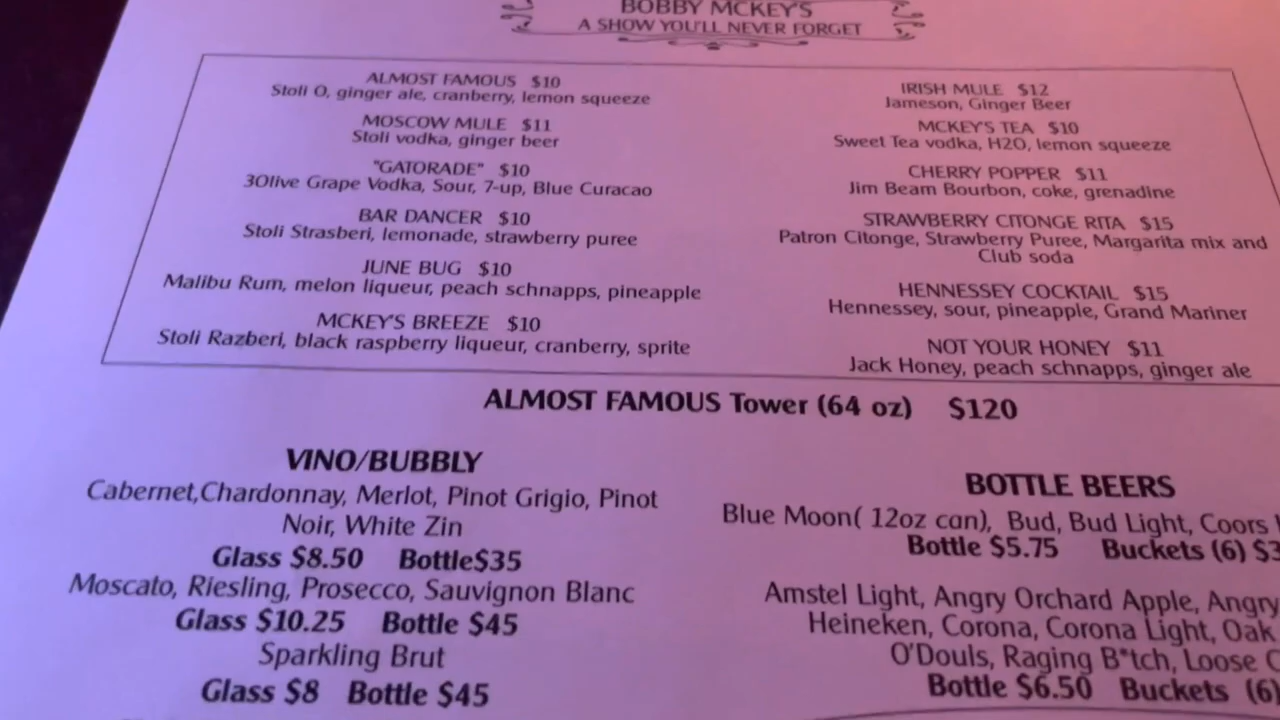 BOBBY MCKEY'S
A SHOW YOU'LL NEVER FORGET
ALMOST FAMOUS $10
Stoli O, ginger ale, cranberry, lemon squeeze
MOSCOW MULE $11
Stoli vodka, ginger beer
"GATORADE" $10
3Olive Grape Vodka, Sour, 7-up, Blue Curacao
BAR DANCER $10
Stoli Strasberi, lemonade, strawberry puree
JUNE BUG $10
Malibu Rum, melon liqueur, peach schnapps, pineapple
MCKEY'S BREEZE $10
Stoli Razberi, black raspberry liqueur, cranberry, sprite
IRISH MULE $12
Jameson, Ginger Beer
MCKEY'S TEA $10
Sweet Tea vodka, H2O, lemon squeeze
CHERRY POPPER $11
Jim Beam Bourbon, coke, grenadine
STRAWBERRY CITONGE RITA $15
Patron Citonge, Strawberry Puree, Margarita mix and
Club soda
HENNESSEY COCKTAIL $15
Hennessey, sour, pineapple, Grand Mariner
NOT YOUR HONEY $11
Jack Honey, peach schnapps, ginger ale
ALMOST FAMOUS Tower (64 oz) $120
VINO/BUBBLY
Cabernet,Chardonnay, Merlot, Pinot Grigio, Pinot
Noir, White Zin
Glass $8.50 Bottle$35
Moscato, Riesling, Prosecco, Sauvignon Blanc
Glass $10.25 Bottle $45
Sparkling Brut
Glass $8 Bottle $45
BOTTLE BEERS
Blue Moon( 12oz can), Bud, Bud Light, Coors
Bottle $5.75 Buckets (6)
Amstel Light, Angry Orchard Apple, Angry
Heineken, Corona, Corona Light, Oak
O'Douls, Raging B*tch, Loose
Bottle $6.50 Buckets (6)